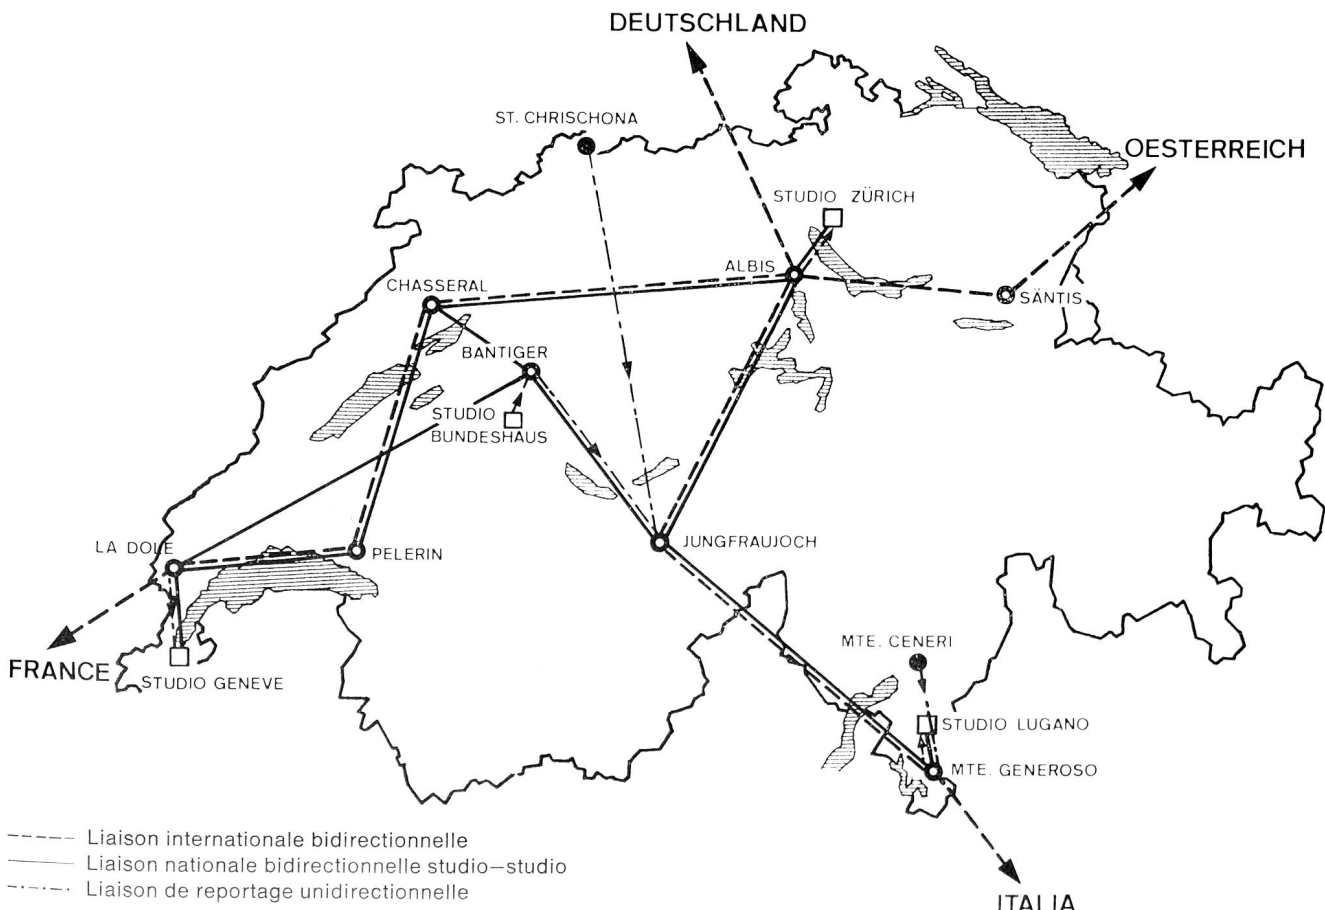 DEUTSCHLAND
ST. CHRISCHONA
OESTERREICH
STUDIO ZÜRICH
ALBIS
CHASSERAL
SÄNTIS
BANTIGER
STUDIO
BUNDESHAUS
LA DOLE
PELERIN
JUNGFRAUJOCH
MTE. CENERI
FRANCE
STUDIO GENEVE
STUDIO LUGANO
MTE. GENEROSO
Liaison internationale bidirectionnelle
Liaison nationale bidirectionnelle studio–studio
Liaison de reportage unidirectionnelle
ITALIA